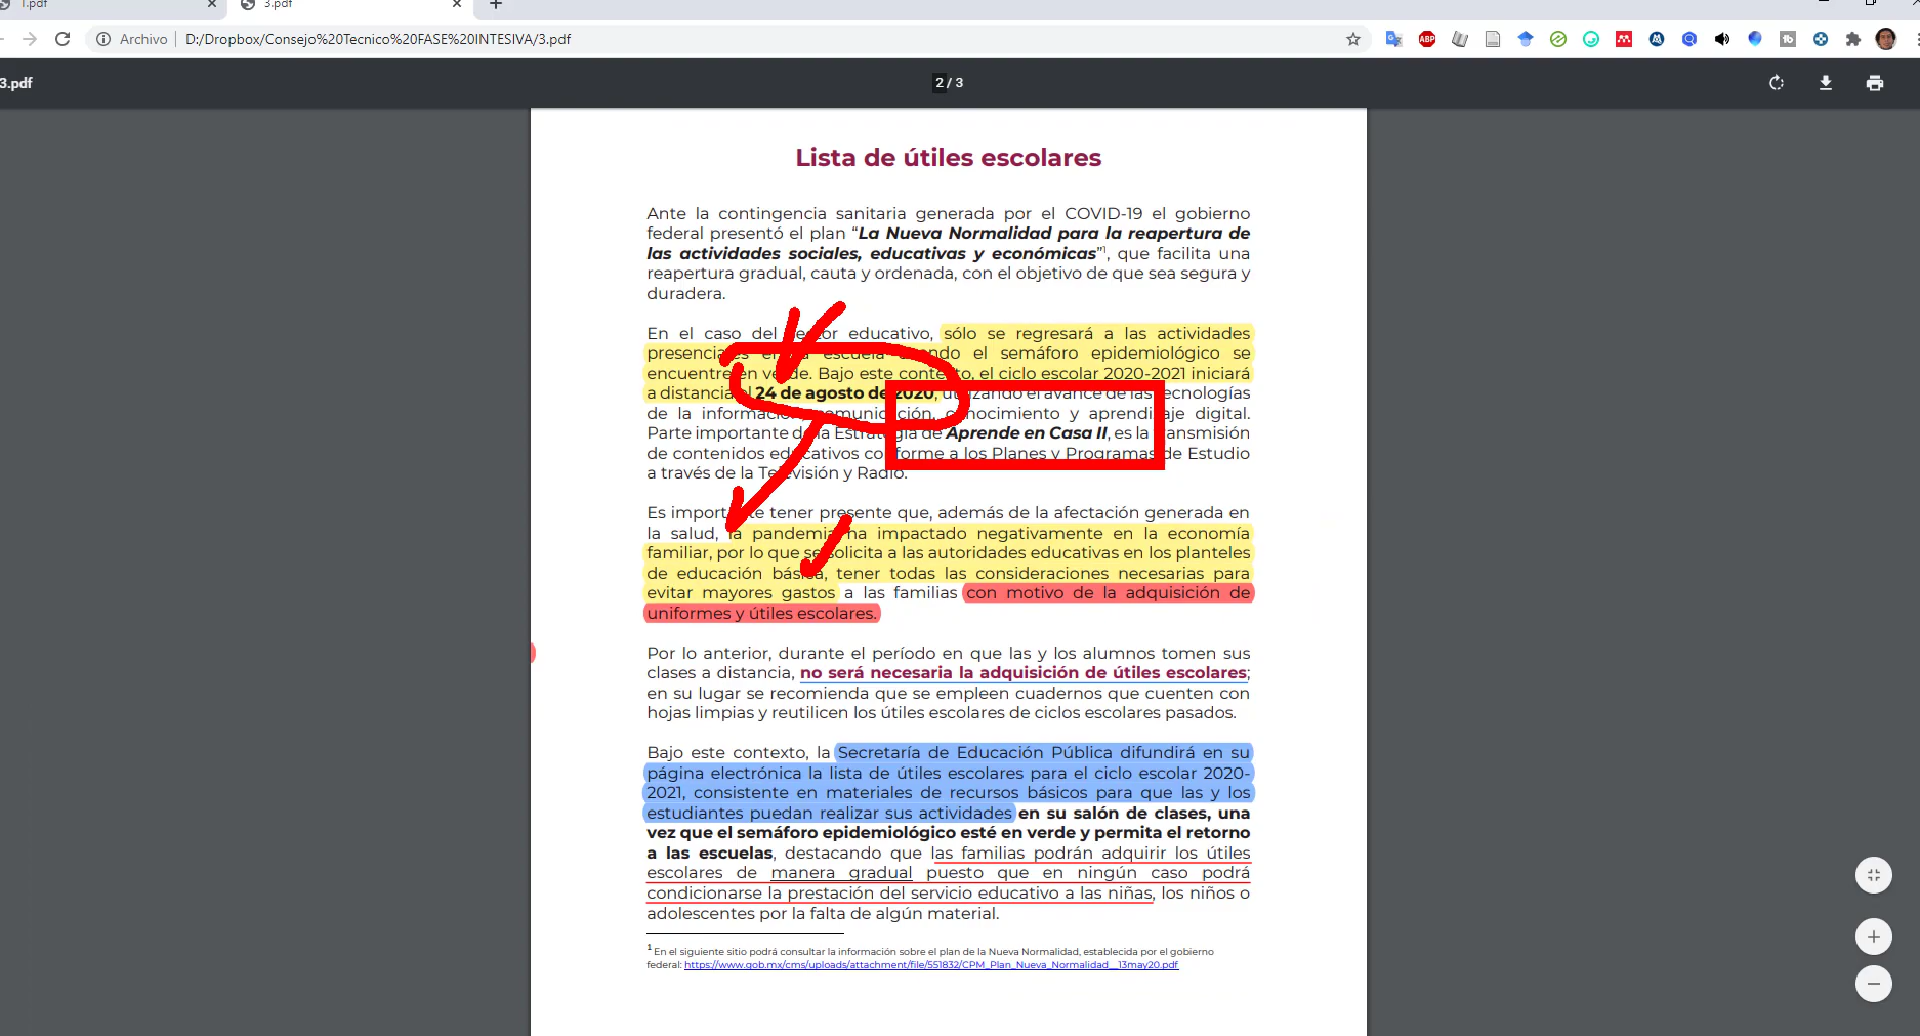 1.pdf
3.pdf
Archivo
D:/Dropbox/Consejo%20Tecnico%20FASE%20INTESIVA/3.pdf
ABP
3.pdf
2 / 3
Lista de útiles escolares
Ante la contingencia sanitaria generada por el COVID-19 el gobierno
federal presentó el plan “La Nueva Normalidad para la reapertura de
las actividades sociales, educativas y económicas”1, que facilita una
reapertura gradual, cauta y ordenada, con el objetivo de que sea segura y
duradera.
En el caso del sector educativo, sólo se regresará a las actividades
presenciales en la escuela cuando el semáforo epidemiológico se
encuentre en verde. Bajo este contexto, el ciclo escolar 2020-2021 iniciará
a distancia el 24 de agosto de 2020, utilizando el avance de las tecnologías
de la información, comunicación, conocimiento y aprendizaje digital.
Parte importante de la Estrategia de Aprende en Casa II, es la transmisión
de contenidos educativos conforme a los Planes y Programas de Estudio
a través de la Televisión y Radio.
Es importante tener presente que, además de la afectación generada en
la salud, la pandemia ha impactado negativamente en la economía
familiar, por lo que se solicita a las autoridades educativas en los planteles
de educación básica, tener todas las consideraciones necesarias para
evitar mayores gastos a las familias con motivo de la adquisición de
uniformes y útiles escolares.
Por lo anterior, durante el período en que las y los alumnos tomen sus
clases a distancia, no será necesaria la adquisición de útiles escolares;
en su lugar se recomienda que se empleen cuadernos que cuenten con
hojas limpias y reutilicen los útiles escolares de ciclos escolares pasados.
Bajo este contexto, la Secretaría de Educación Pública difundirá en su
página electrónica la lista de útiles escolares para el ciclo escolar 2020-
2021, consistente en materiales de recursos básicos para que las y los
estudiantes puedan realizar sus actividades en su salón de clases, una
vez que el semáforo epidemiológico esté en verde y permita el retorno
a las escuelas, destacando que las familias podrán adquirir los útiles
escolares de manera gradual puesto que en ningún caso podrá
condicionarse la prestación del servicio educativo a las niñas, los niños o
adolescentes por la falta de algún material.
1 En el siguiente sitio podrá consultar la información sobre el plan de la Nueva Normalidad, establecida por el gobierno
federal: https://www.gob.mx/cms/uploads/attachment/file/551832/CPM_Plan_Nueva_Normalidad__13may20.pdf